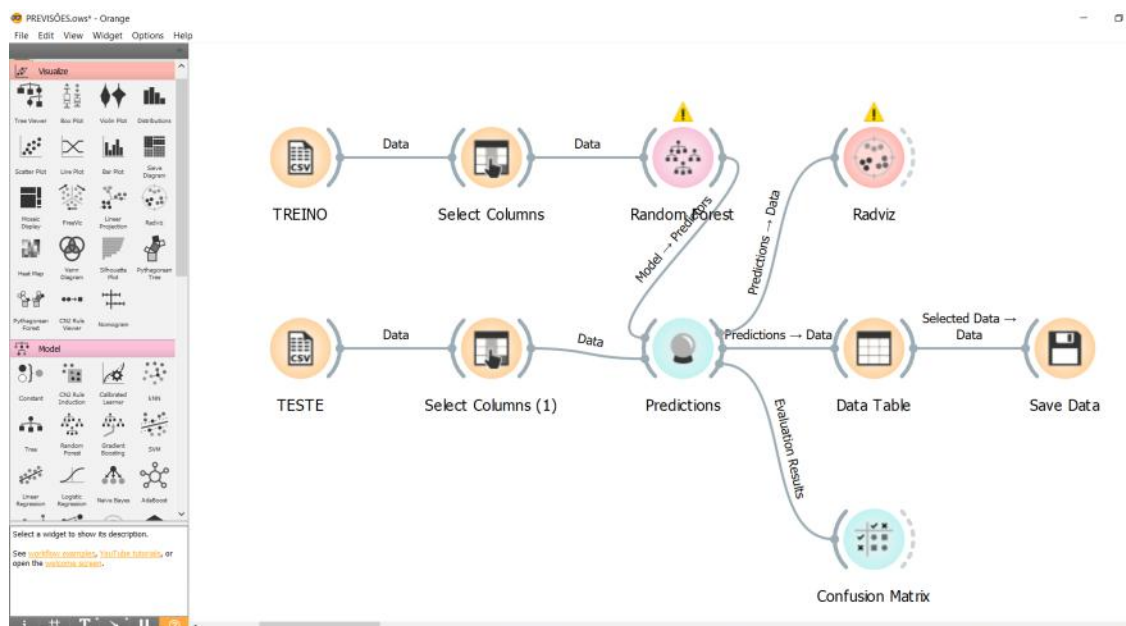 PREVISÕES.ows* - Orange
File Edit View Widget Options Help
Visualize
Tree Viewer Box Plot Violin Plot Distributions
Scatter Plot Line Plot Bar Plot Sieve Diagram
Mosaic Display FreeViz Linear Projection Radviz
Heat Map Venn Diagram Silhouette Plot Pythagorean Tree
Pythagorean Forest CN2 Rule Viewer Nomogram
Model
Constant CN2 Rule Induction Calibrated Learner kNN
Tree Random Forest Gradient Boosting SVM
Linear Regression Logistic Regression Naive Bayes AdaBoost
Select a widget to show its description.
See workflow examples, YouTube tutorials, or
open the welcome screen.
Data
Data
TREINO
Select Columns
Random Forest
Radviz
Model → Predictors
Predictions → Data
Data
Data
Predictions → Data
Selected Data →
Data
TESTE
Select Columns (1)
Predictions
Data Table
Save Data
Evaluation Results
Confusion Matrix